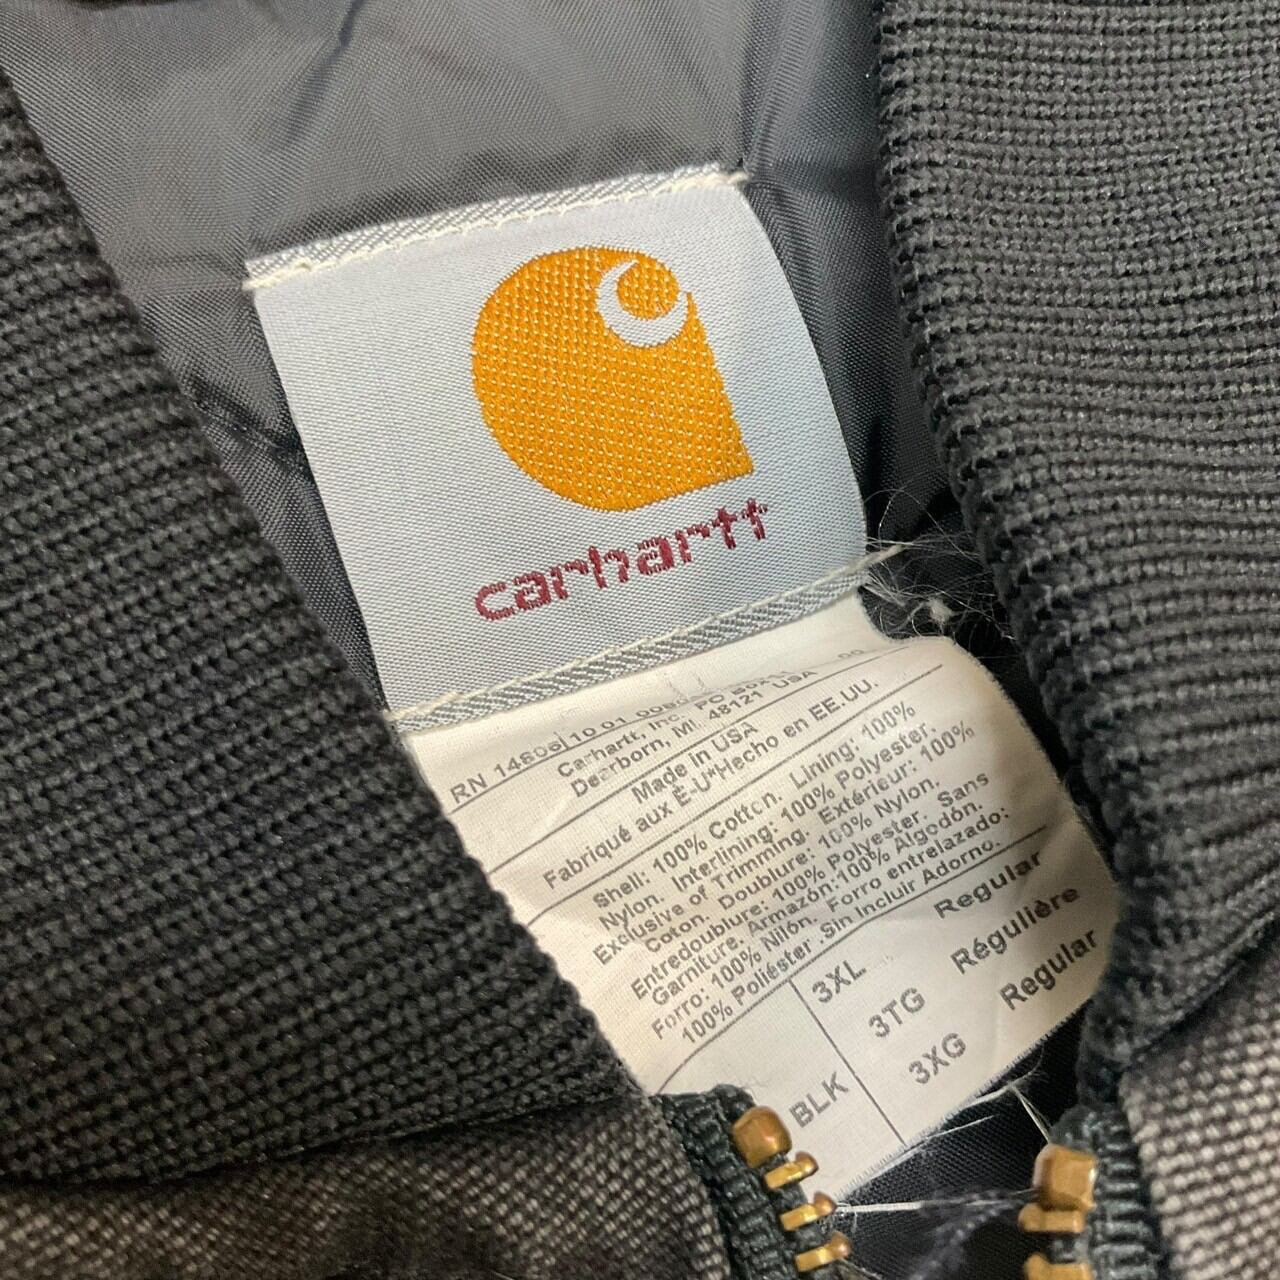 carhartt
RN 14806 10 01
Carhartt, Inc. PO BOX
Dearborn, MI. 48121 USA
Made in USA
Fabriqué aux É-U*Hecho en EE.UU.
Shell: 100% Cotton. Lining: 100%
Nylon. Interlining: 100% Polyester.
Exclusive of Trimming. Extérieur: 100%
Coton. Doublure: 100% Nylon.
Entredoublure: 100% Polyester. Sans
Garniture. Armazón:100% Algodón.
Forro: 100% Nilón. Forro entrelazado:
100% Poliéster .Sin Incluir Adorno.
3XL Regular
3TG Régulière
BLK 3XG Regular